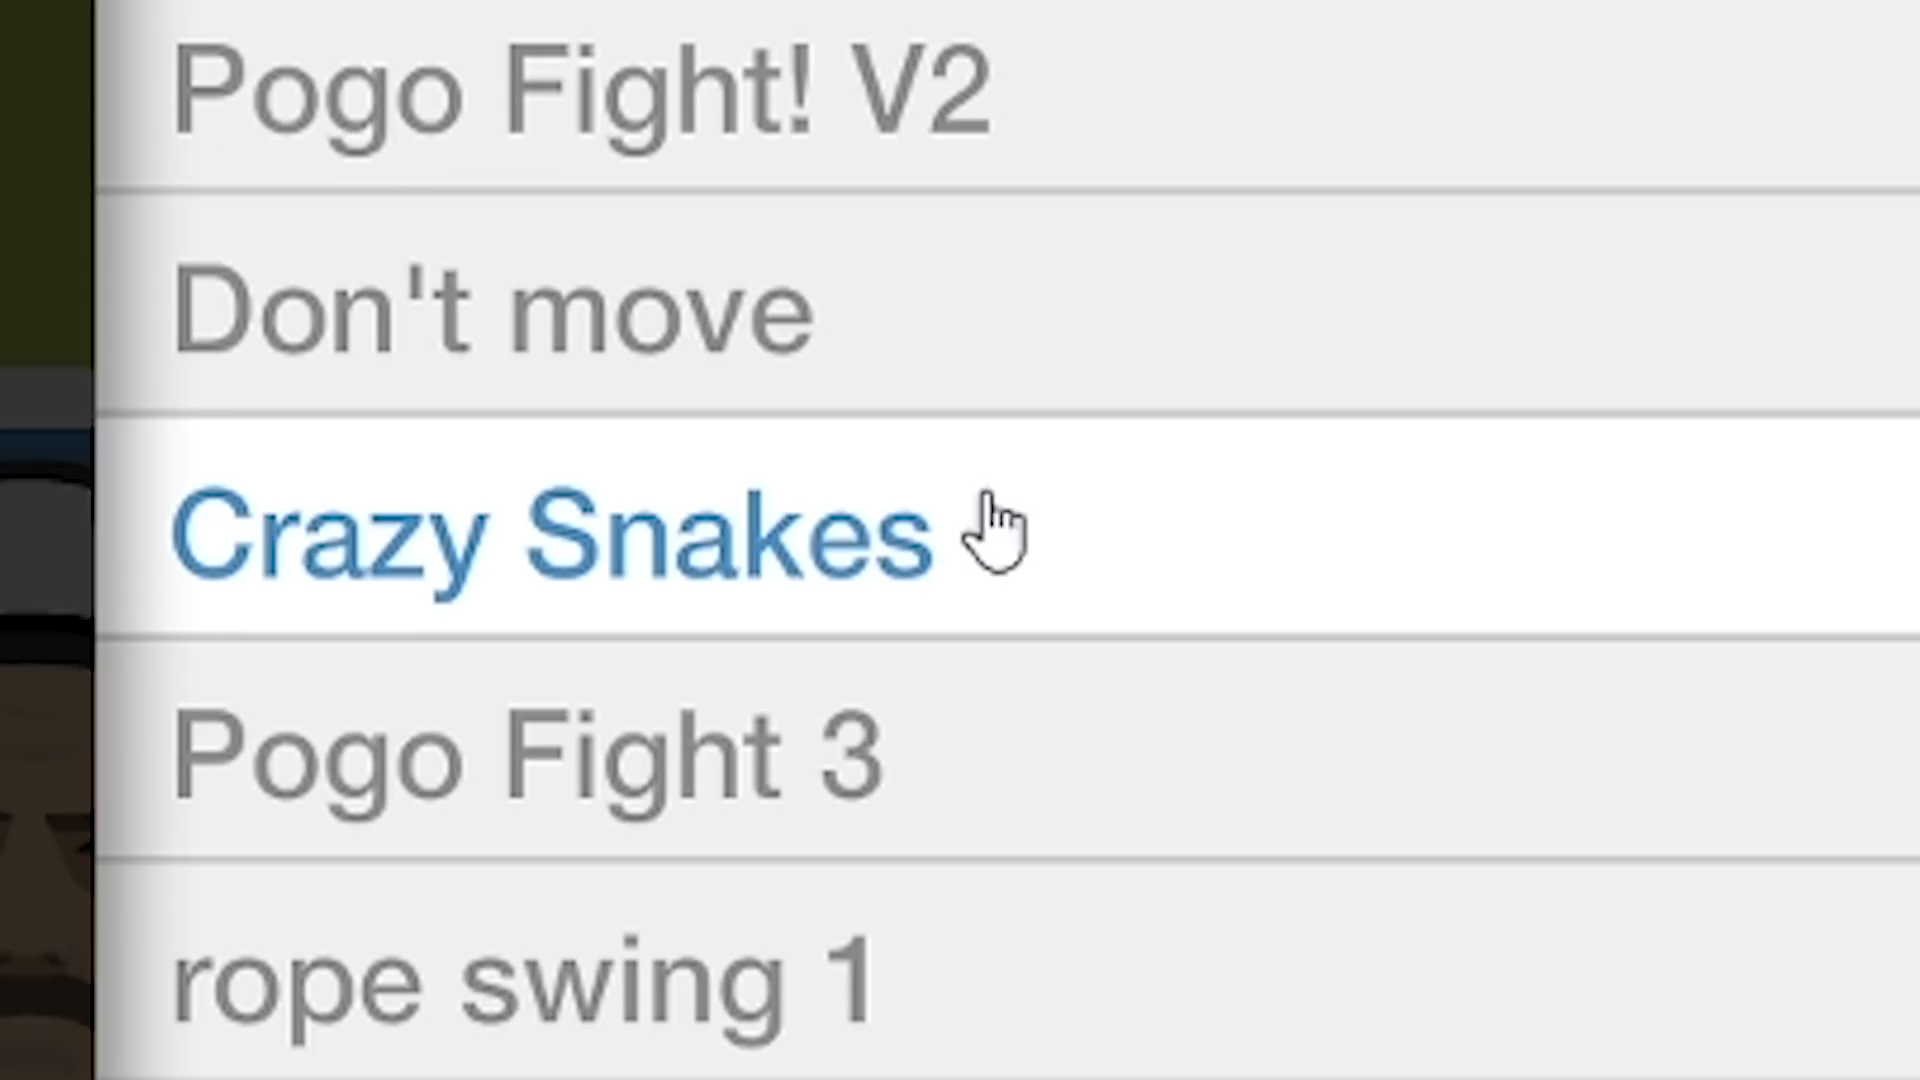 Pogo Fight! V2
Don't move
Crazy Snakes
Pogo Fight 3
rope swing 1